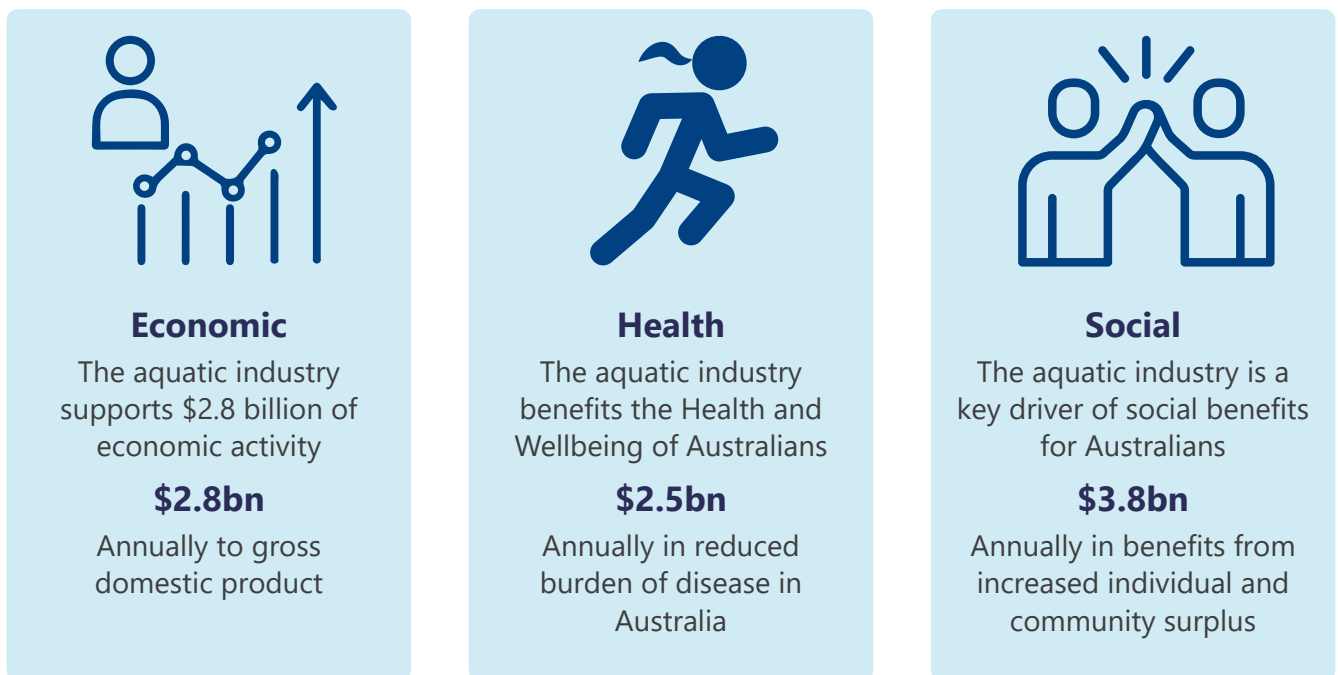 Economic
The aquatic industry
supports $2.8 billion of
economic activity
$2.8bn
Annually to gross
domestic product
Health
The aquatic industry
benefits the Health and
Wellbeing of Australians
$2.5bn
Annually in reduced
burden of disease in
Australia
Social
The aquatic industry is a
key driver of social benefits
for Australians
$3.8bn
Annually in benefits from
increased individual and
community surplus